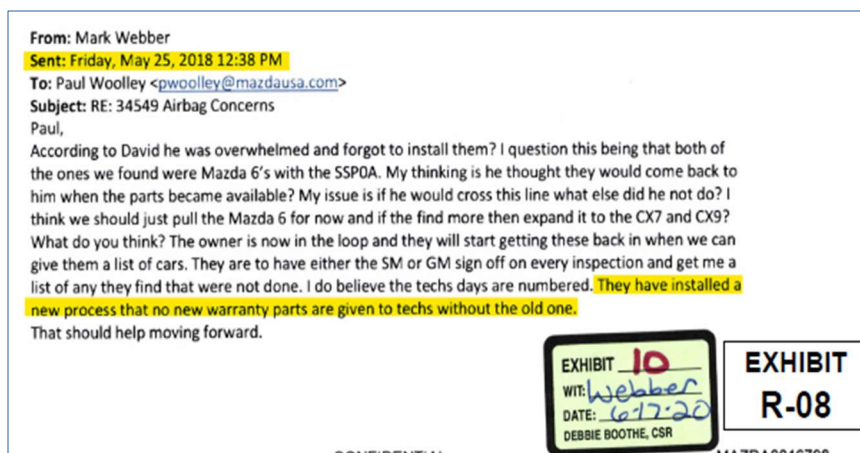 From: Mark Webber
Sent: Friday, May 25, 2018 12:38 PM
To: Paul Woolley <pwoolley@mazdausa.com>
Subject: RE: 34549 Airbag Concerns
Paul,
According to David he was overwhelmed and forgot to install them? I question this being that both of
the ones we found were Mazda 6's with the SSP0A. My thinking is he thought they would come back to
him when the parts became available? My issue is if he would cross this line what else did he not do? I
think we should just pull the Mazda 6 for now and if the find more then expand it to the CX7 and CX9?
What do you think? The owner is now in the loop and they will start getting these back in when we can
give them a list of cars. They are to have either the SM or GM sign off on every inspection and get me a
list of any they find that were not done. I do believe the techs days are numbered. They have installed a
new process that no new warranty parts are given to techs without the old one.
That should help moving forward.
EXHIBIT 10
WIT: Webber
DATE: 6-17-20
DEBBIE BOOTHE, CSR
EXHIBIT
R-08